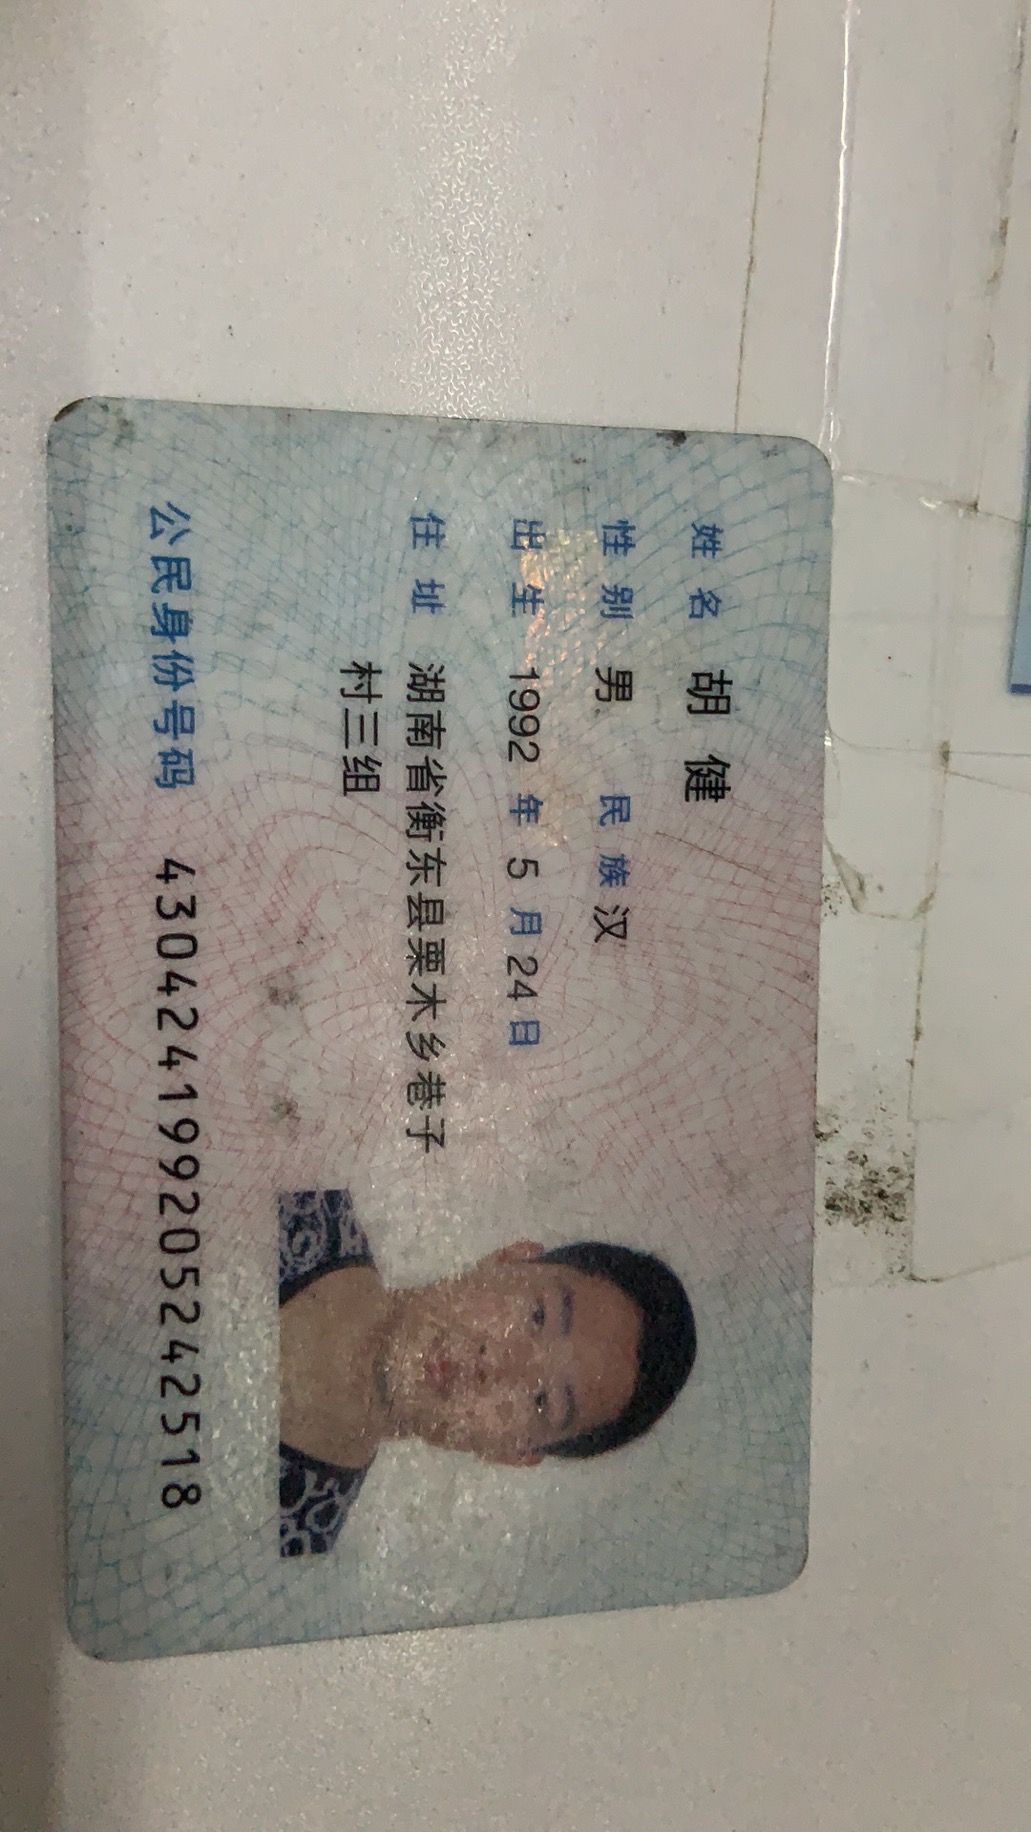 姓名 胡健
性别 男 民族 汉
出生 1992 年 5 月 24 日
住址 湖南省衡东县栗木乡巷子
村三组
公民身份号码 430424199205242518